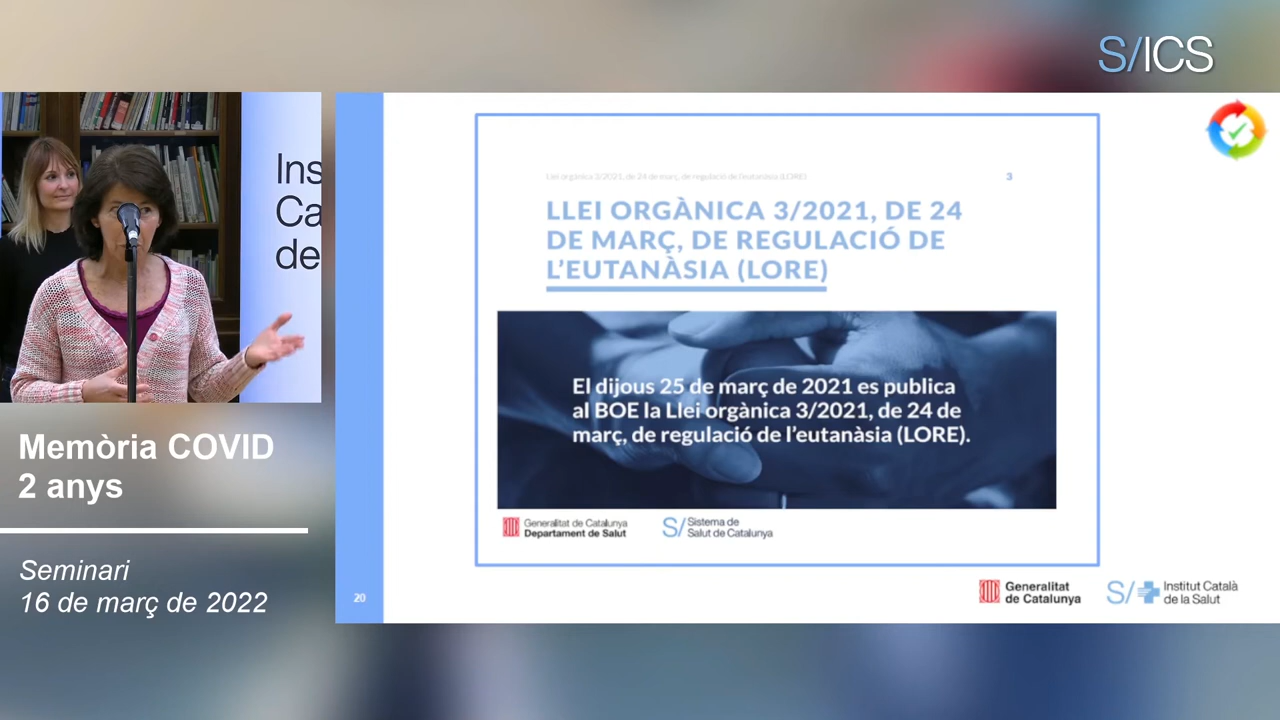 S/ICS
Ins
Ca
de
Memòria COVID
2 anys
Seminari
16 de març de 2022
Llei orgànica 3/2021, de 24 de març, de regulació de l'eutanàsia (LORE)
3
LLEI ORGÀNICA 3/2021, DE 24
DE MARÇ, DE REGULACIÓ DE
L'EUTANÀSIA (LORE)
El dijous 25 de març de 2021 es publica
al BOE la Llei orgànica 3/2021, de 24 de
març, de regulació de l'eutanàsia (LORE).
Generalitat de Catalunya
Departament de Salut
S/ Sistema de
Salut de Catalunya
20
Generalitat
de Catalunya
S/ Institut Català
de la Salut